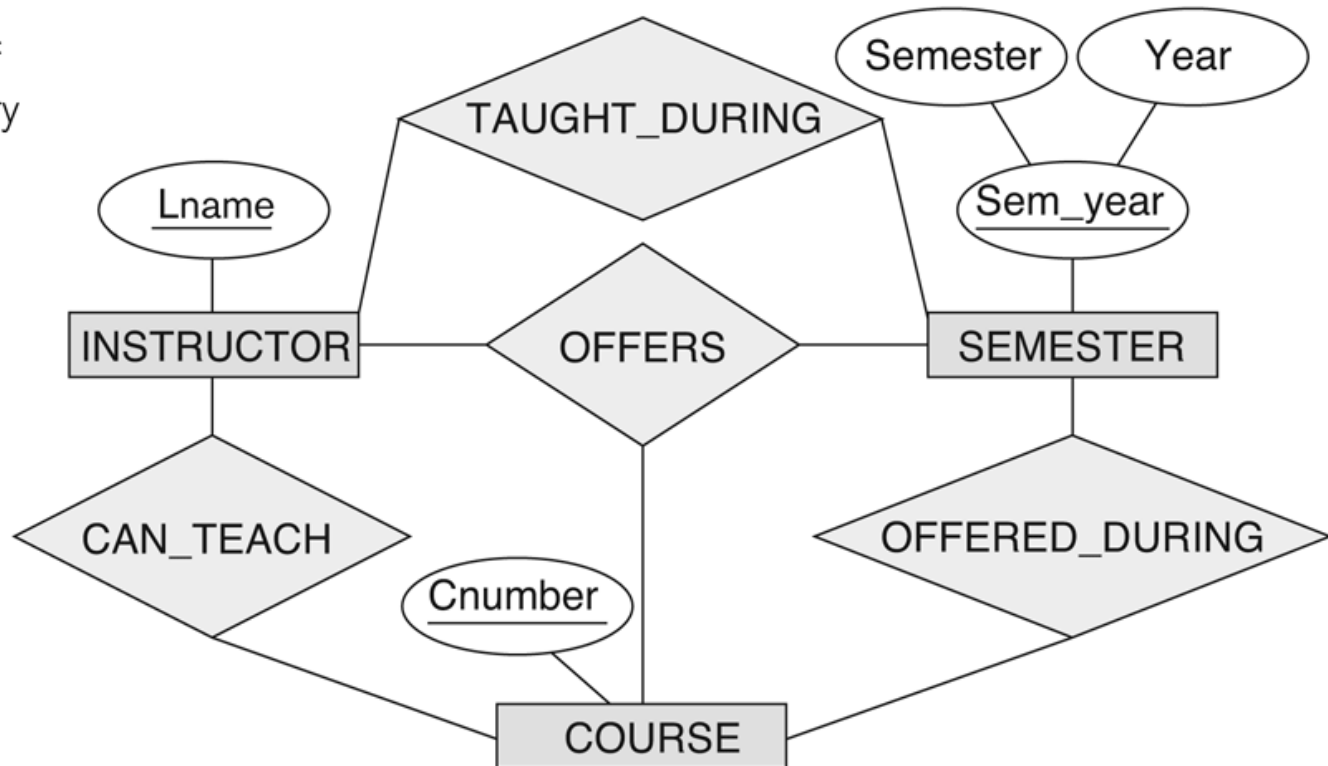 TAUGHT_DURING
Semester
Year
Lname
Sem_year
INSTRUCTOR
OFFERS
SEMESTER
CAN_TEACH
OFFERED_DURING
Cnumber
COURSE